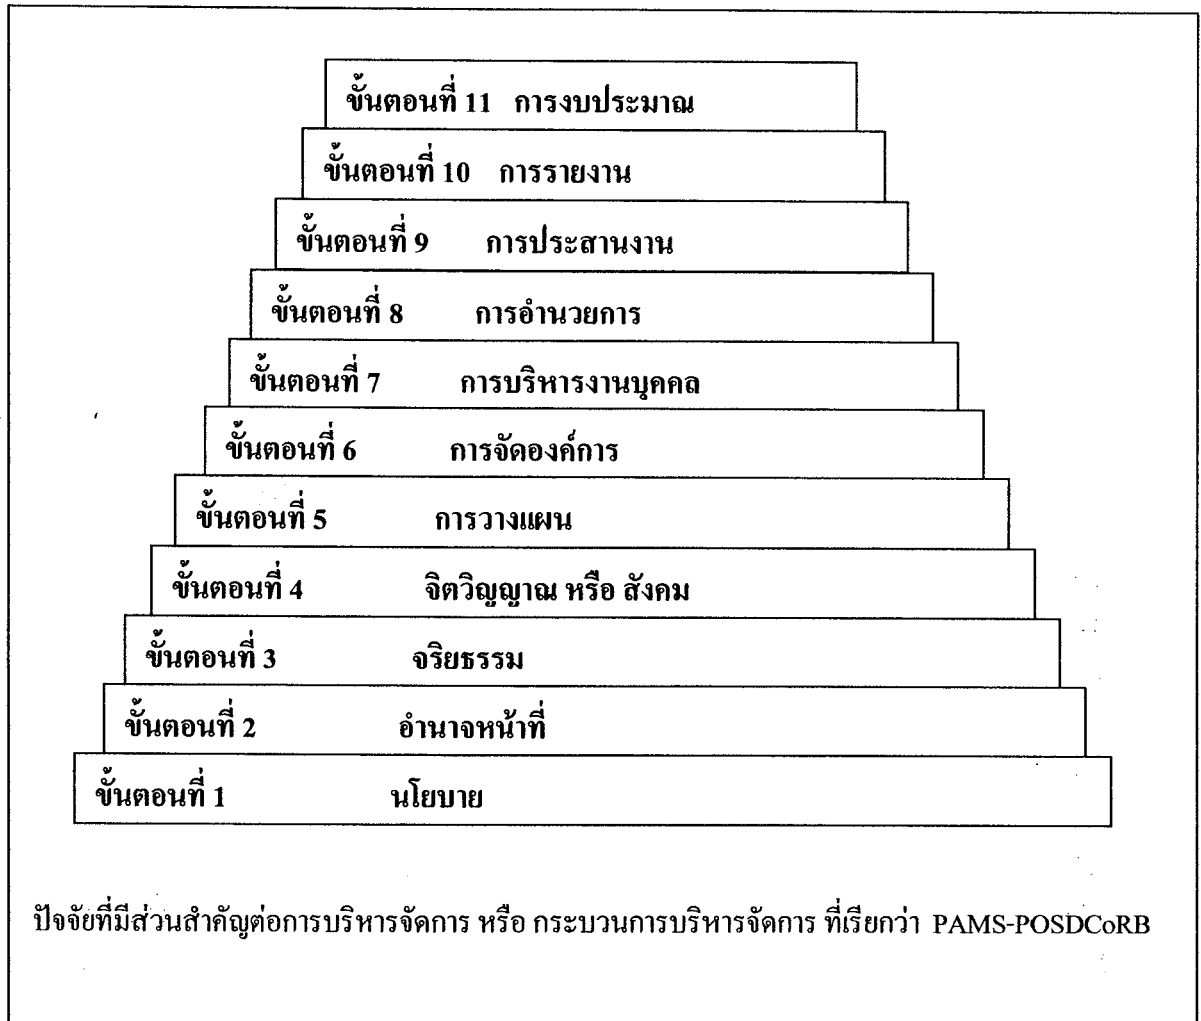 ขั้นตอนที่ 11 การงบประมาณ
ขั้นตอนที่ 10 การรายงาน
ขั้นตอนที่ 9 การประสานงาน
ขั้นตอนที่ 8 การอำนวยการ
ขั้นตอนที่ 7 การบริหารงานบุคคล
ขั้นตอนที่ 6 การจัดองค์การ
ขั้นตอนที่ 5 การวางแผน
ขั้นตอนที่ 4 จิตวิญญาณ หรือ สังคม
ขั้นตอนที่ 3 จริยธรรม
ขั้นตอนที่ 2 อำนาจหน้าที่
ขั้นตอนที่ 1 นโยบาย
ปัจจัยที่มีส่วนสำคัญต่อการบริหารจัดการ หรือ กระบวนการบริหารจัดการ ที่เรียกว่า PAMS-POSDCoRB